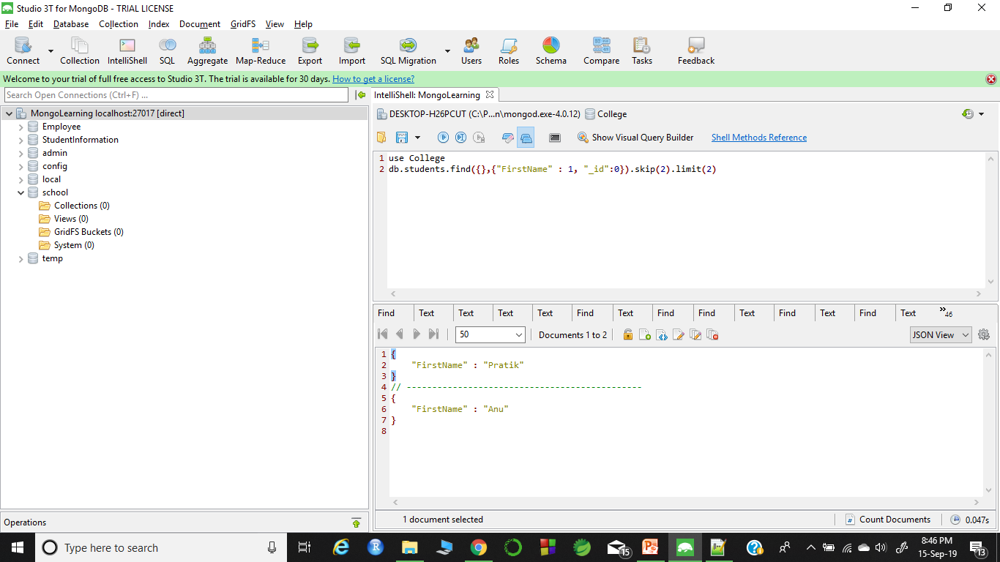 Studio 3T for MongoDB - TRIAL LICENSE
File Edit Database Collection Index Document GridFS View Help
Connect Collection IntelliShell SQL Aggregate Map-Reduce Export Import SQL Migration Users Roles Schema Compare Tasks Feedback
Welcome to your trial of full free access to Studio 3T. The trial is available for 30 days. How to get a license?
Search Open Connections (Ctrl+F) ...
MongoLearning localhost:27017 [direct]
Employee
StudentInformation
admin
config
local
school
Collections (0)
Views (0)
GridFS Buckets (0)
System (0)
temp
Operations
IntelliShell: MongoLearning
DESKTOP-H26PCUT (C:\P...n\mongod.exe-4.0.12) College
Show Visual Query Builder Shell Methods Reference
1 use College
2 db.students.find({},{"FirstName" : 1, "_id":0}).skip(2).limit(2)
Find Text Text Text Text Find Text Find Find Text Find Text Find Text »46
50 Documents 1 to 2 JSON View
1 {
2 "FirstName" : "Pratik"
3 }
4 // ----------------------------------------------
5 {
6 "FirstName" : "Anu"
7 }
8
1 document selected Count Documents 0.047s
Type here to search
15
8:46 PM
15-Sep-19
13